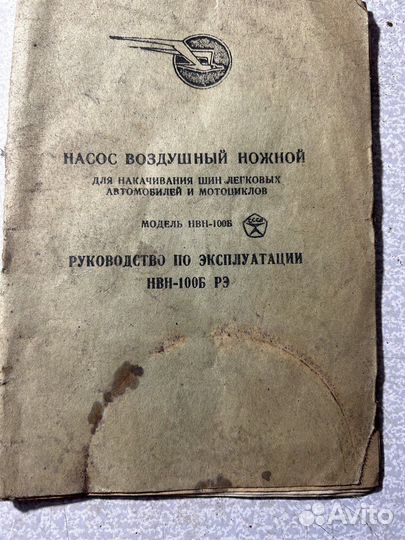 НАСОС ВОЗДУШНЫЙ НОЖНОЙ
ДЛЯ НАКАЧИВАНИЯ ШИН ЛЕГКОВЫХ
АВТОМОБИЛЕЙ И МОТОЦИКЛОВ
МОДЕЛЬ НВН-100Б
СССР
РУКОВОДСТВО ПО ЭКСПЛУАТАЦИИ
НВН-100Б РЭ
Avito